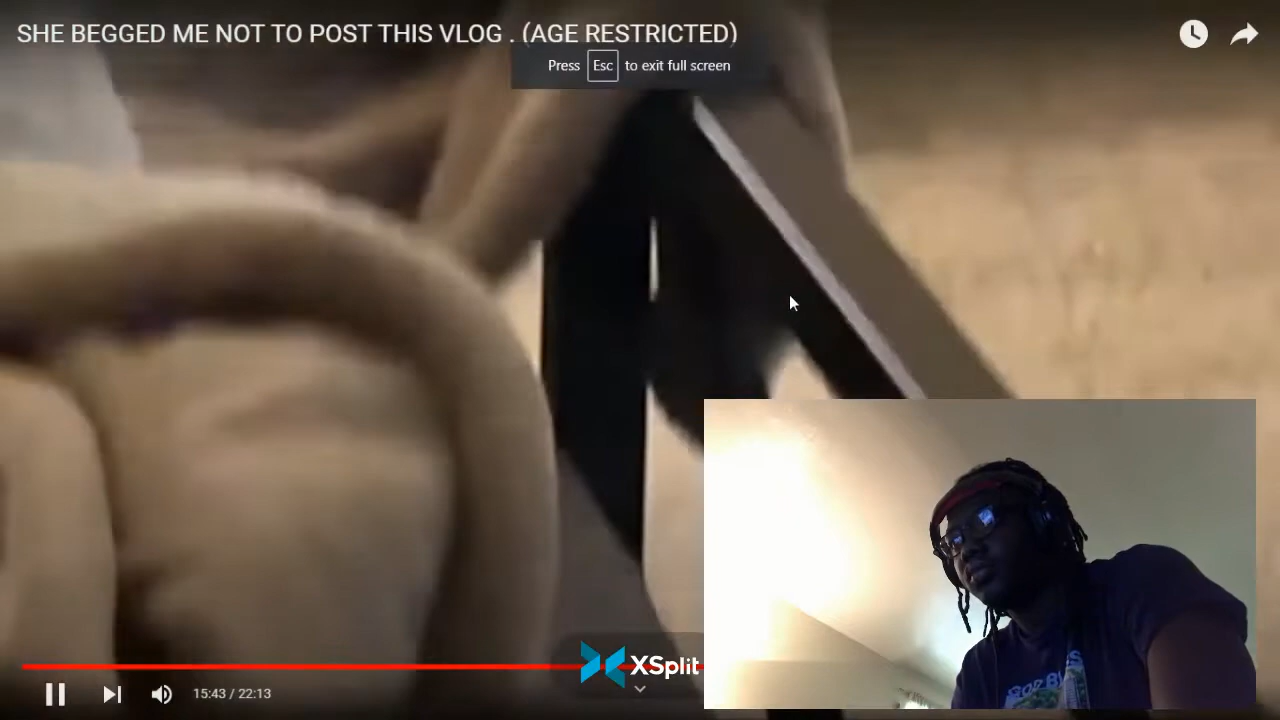 SHE BEGGED ME NOT TO POST THIS VLOG . (AGE RESTRICTED)
Press Esc to exit full screen
XSplit
15:43 / 22:13